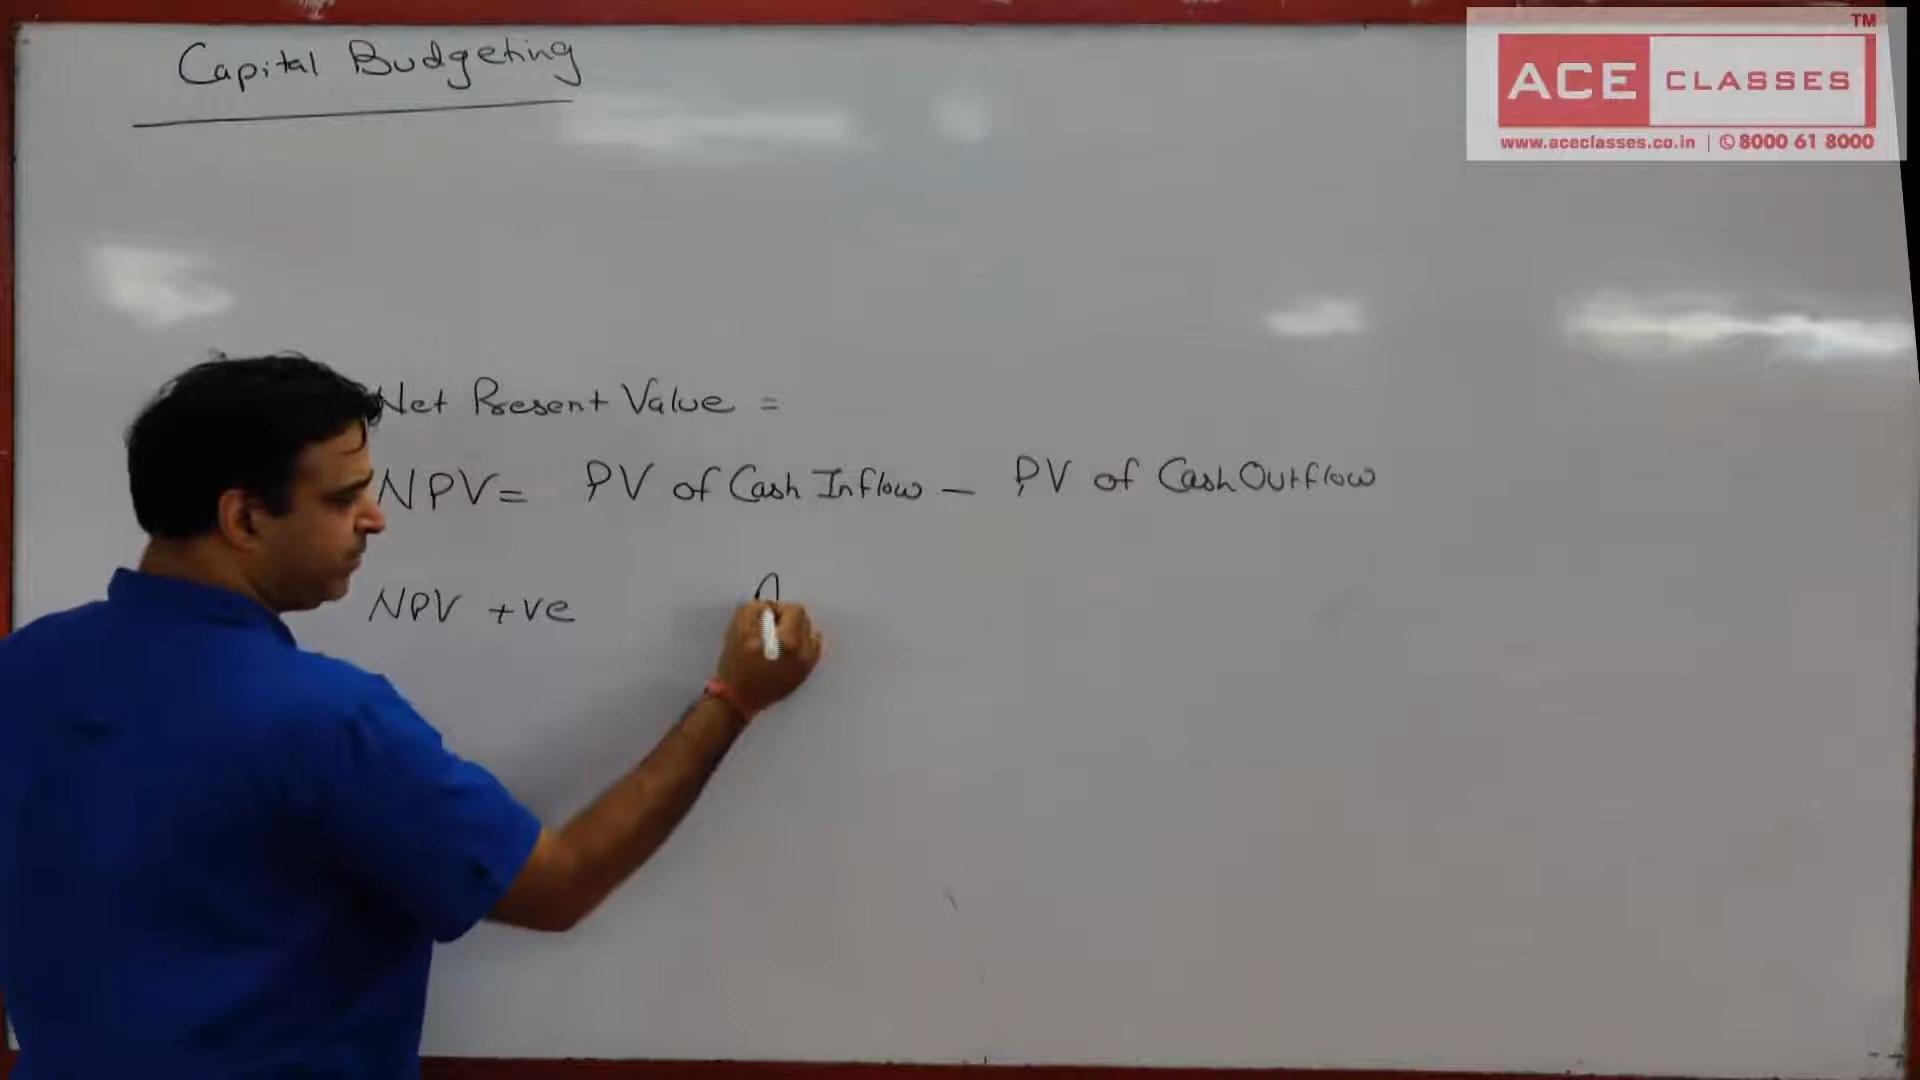 Capital Budgeting
TM
ACE CLASSES
www.aceclasses.co.in | 8000 61 8000
Net Present Value =
NPV = PV of Cash Inflow - PV of Cash Outflow
NPV +ve